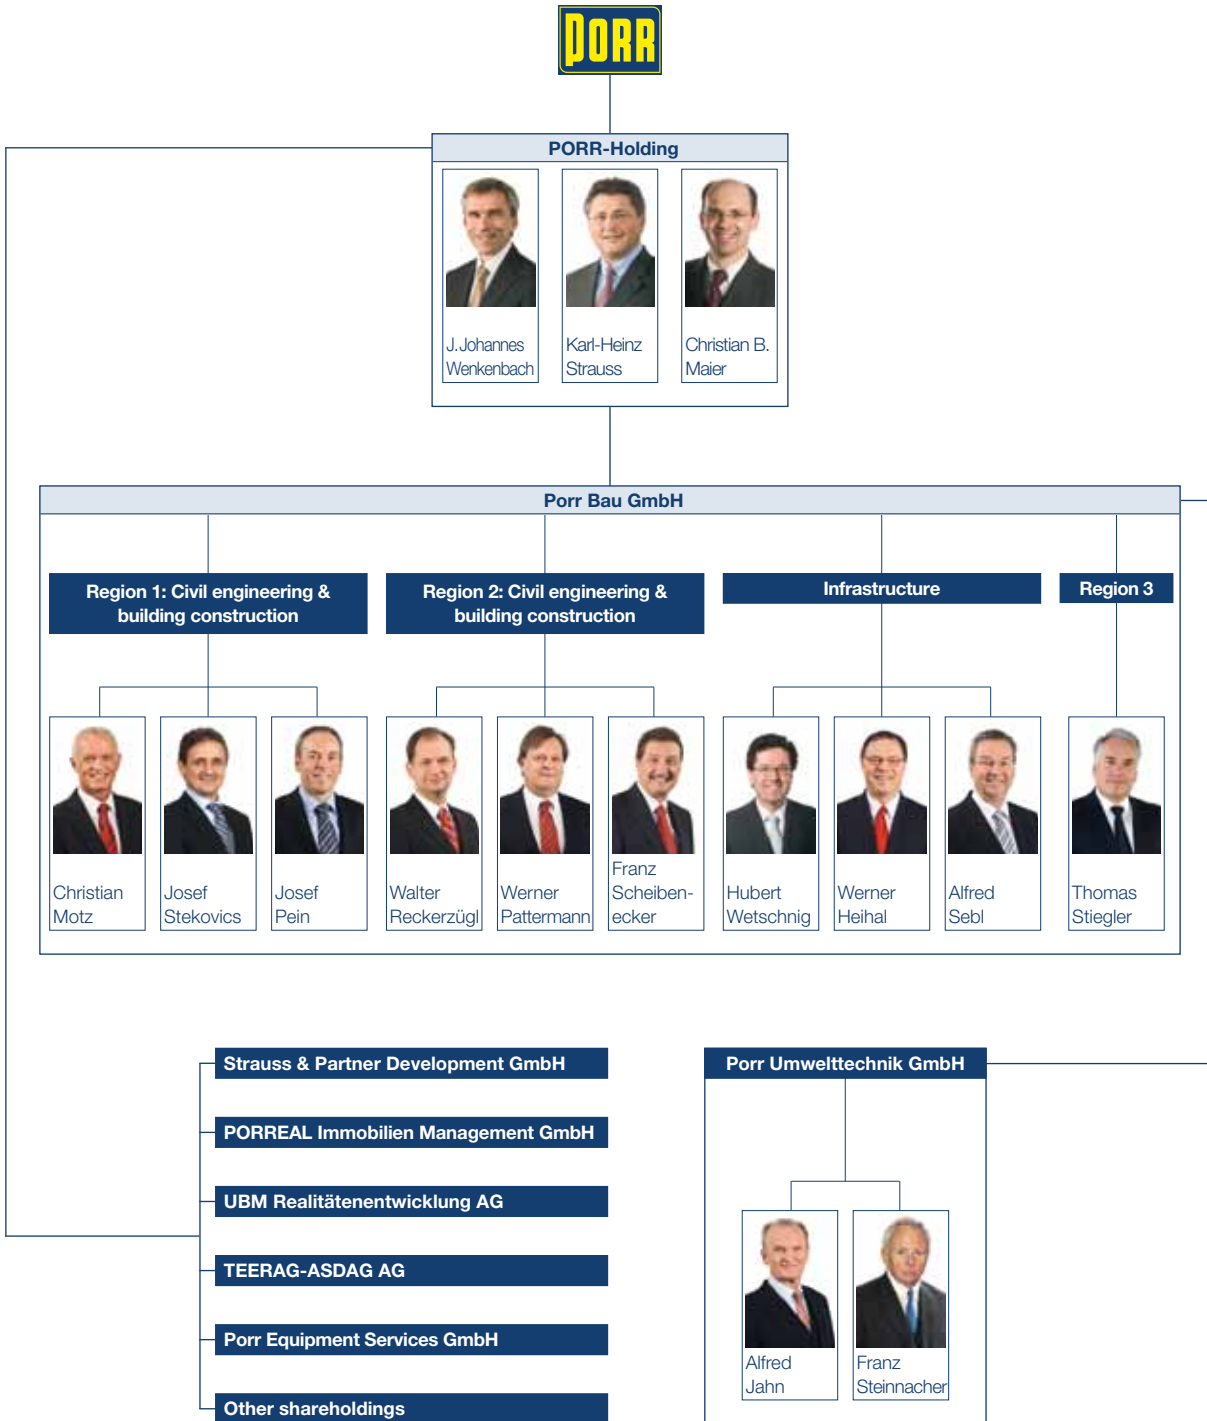 PORR
PORR-Holding
J. Johannes
Wenkenbach
Karl-Heinz
Strauss
Christian B.
Maier
Porr Bau GmbH
Region 1: Civil engineering &
building construction
Region 2: Civil engineering &
building construction
Infrastructure
Region 3
Christian
Motz
Josef
Stekovics
Josef
Pein
Walter
Reckerzügl
Werner
Pattermann
Franz
Scheiben-
ecker
Hubert
Wetschnig
Werner
Heihal
Alfred
Sebl
Thomas
Stiegler
Strauss & Partner Development GmbH
PORREAL Immobilien Management GmbH
UBM Realitätenentwicklung AG
TEERAG-ASDAG AG
Porr Equipment Services GmbH
Other shareholdings
Porr Umwelttechnik GmbH
Alfred
Jahn
Franz
Steinnacher